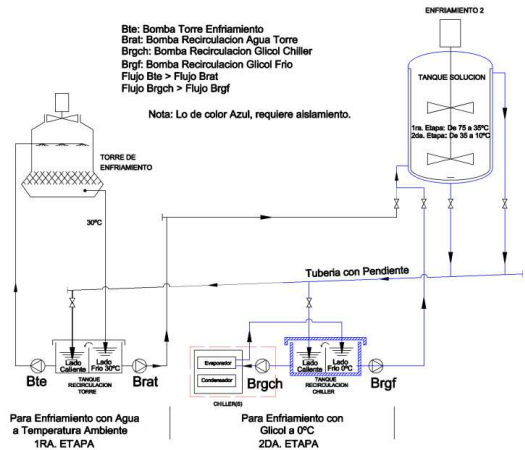 ENFRIAMIENTO 2
Bte: Bomba Torre Enfriamiento
Brat: Bomba Recirculacion Agua Torre
Brgch: Bomba Recirculacion Glicol Chiller
Brgf: Bomba Recirculacion Glicol Frio
Flujo Bte > Flujo Brat
Flujo Brgch > Flujo Brgf
Nota: Lo de color Azul, requiere aislamiento.
TANQUE SOLUCION
1ra. Etapa: De 75 a 35ºC
2da. Etapa: De 35 a 10ºC
TORRE DE
ENFRIAMIENTO
30ºC
Tuberia con Pendiente
Lado
Caliente
Lado
Frio 30ºC
Evaporador
Condensador
Lado
Caliente
Lado
Frio 0ºC
Bte
TANQUE
RECIRCULACION
TORRE
Brat
Brgch
TANQUE
RECIRCULACION
CHILLER
Brgf
CHILLER(S)
Para Enfriamiento con Agua
a Temperatura Ambiente
1RA. ETAPA
Para Enfriamiento con
Glicol a 0ºC
2DA. ETAPA